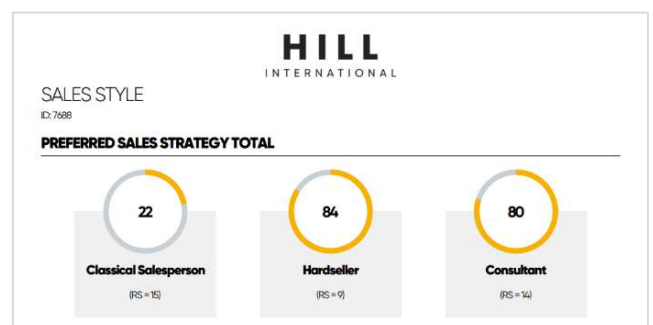 HILL
INTERNATIONAL
SALES STYLE
ID: 7688
PREFERRED SALES STRATEGY TOTAL
22
84
80
Classical Salesperson
Hardseller
Consultant
(RS = 15)
(RS = 9)
(RS = 14)